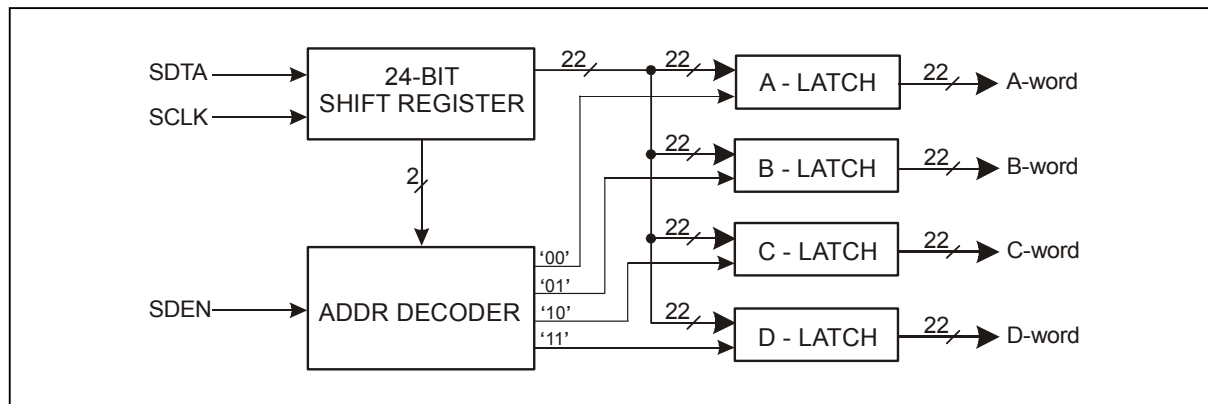 SDTA
SCLK
24-BIT
SHIFT REGISTER
22
22
A - LATCH
22
A-word
2
22
B - LATCH
22
B-word
22
C - LATCH
22
C-word
SDEN
ADDR DECODER
‘00’
‘01’
‘10’
‘11’
22
D - LATCH
22
D-word